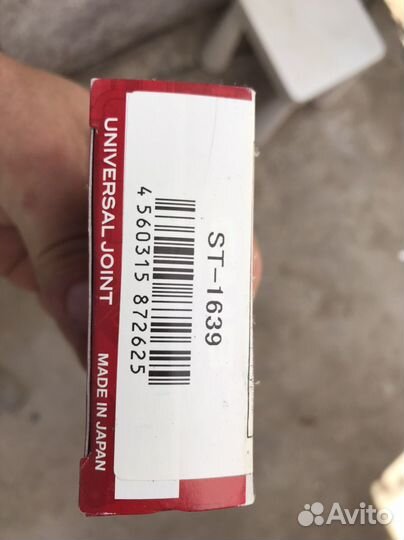 UNIVERSAL JOINT
MADE IN JAPAN
ST-1639
4 560315 872625
Avito